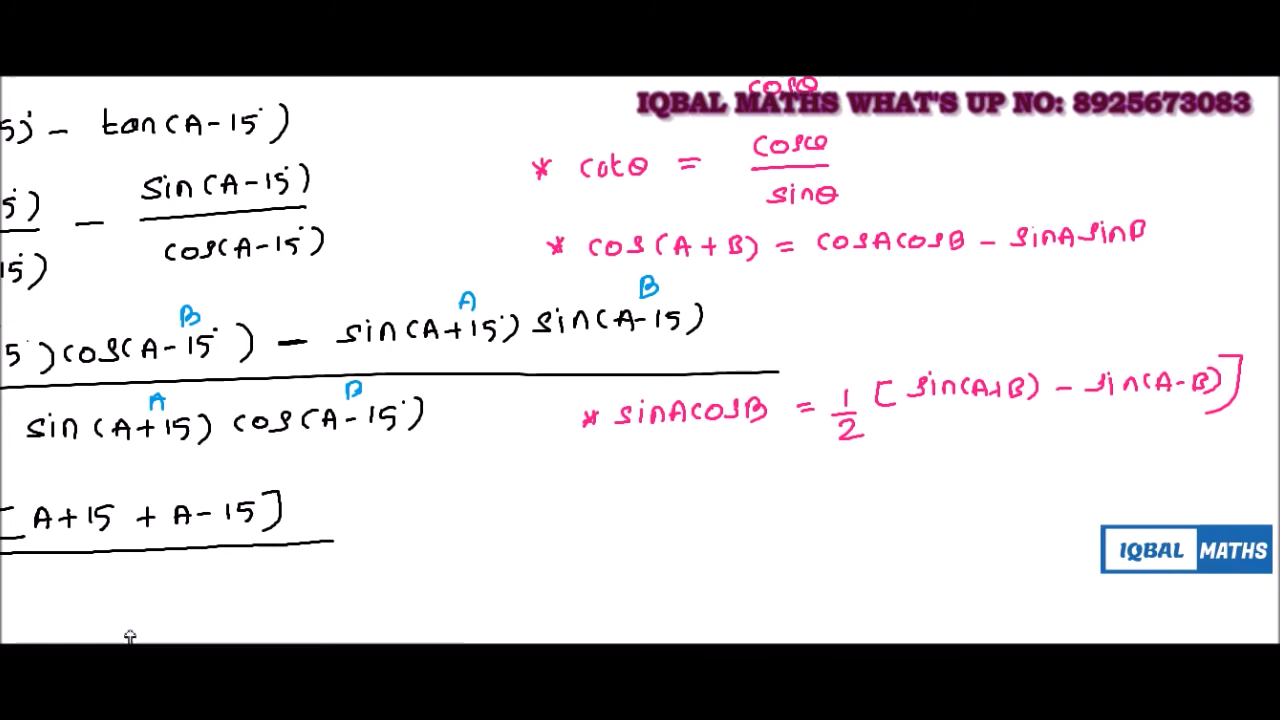 cosθ
IQBAL MATHS WHAT'S UP NO: 8925673083
5)° - tan(A-15°)
* cotθ = cosθ / sinθ
5°) / 15°) - sin(A-15°) / cos(A-15°)
* cos(A+B) = cosAcosB - sinAsinB
B A B
5°)cos(A-15°) - sin(A+15°) sin(A-15)
A B
sin(A+15) cos(A-15°)
* sinAcosB = 1/2 [sin(A+B) - sin(A-B)]
[A+15 + A-15]
IQBAL MATHS